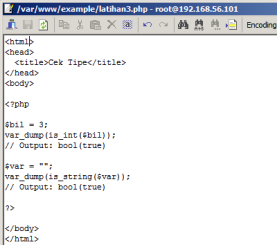 /var/www/example/latihan3.php - root@192.168.56.101
Encoding
<html>
<head>
<title>Cek Tipe</title>
</head>
<body>
<?php
$bil = 3;
var_dump(is_int($bil));
// Output: bool(true)
$var = "";
var_dump(is_string($var));
// Output: bool(true)
?>
</body>
</html>